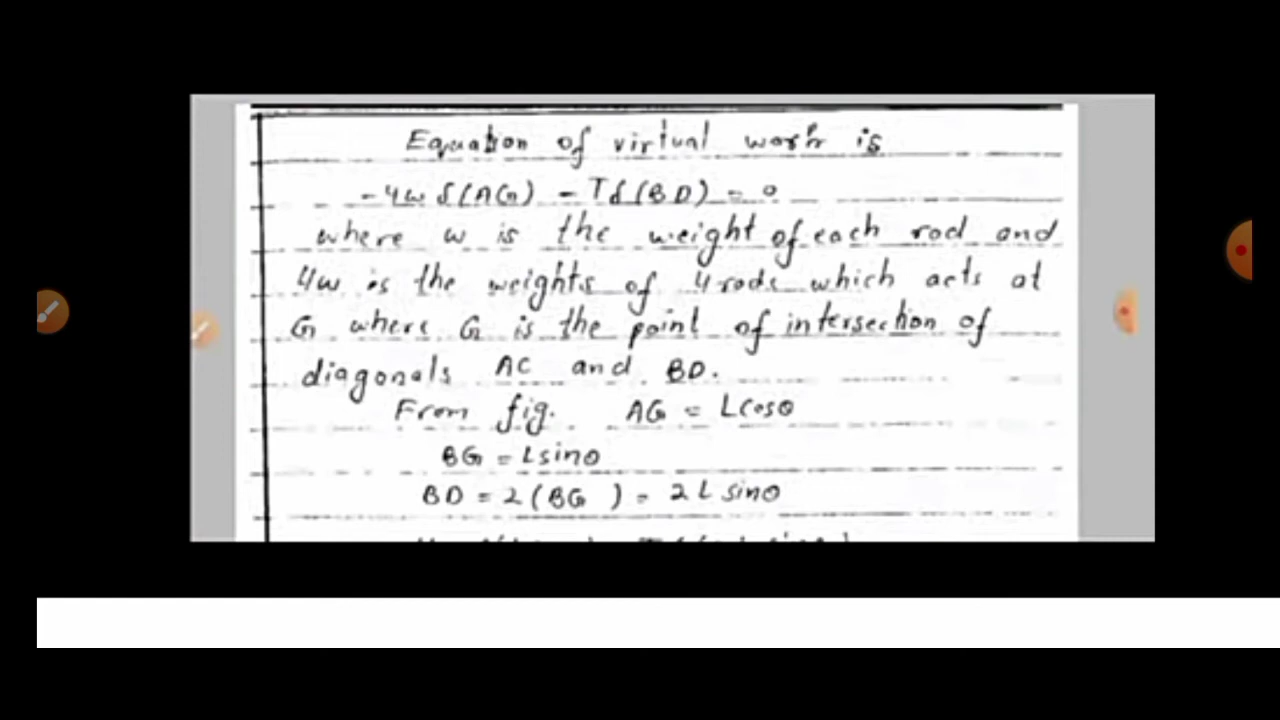 Equation of virtual work is
-4w δ(AG) - Tδ(BD) = 0
where w is the weight of each rod and
4w is the weights of 4 rods which acts at
G where G is the point of intersection of
diagonals AC and BD.
From fig. AG = L cosθ
BG = L sinθ
BD = 2(BG) = 2L sinθ